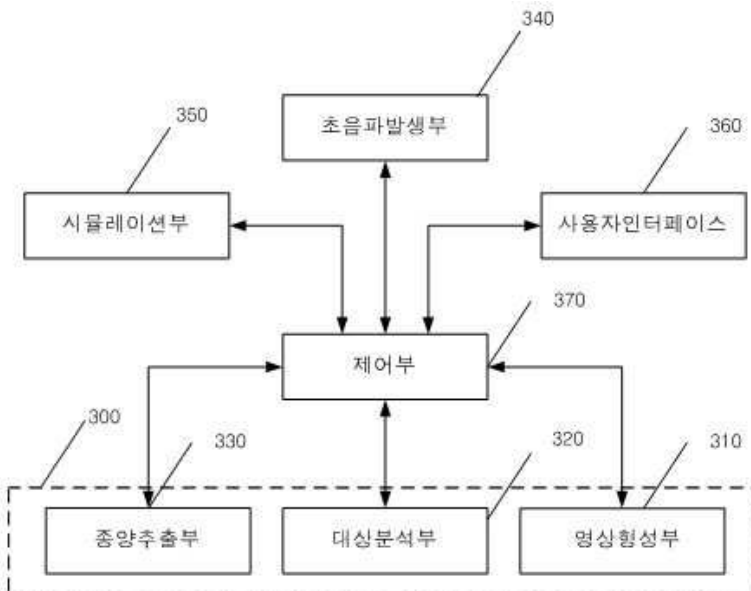 340
초음파발생부
350
360
시뮬레이션부
사용자인터페이스
370
제어부
300
330
320
310
종양추출부
대상분석부
영상형성부